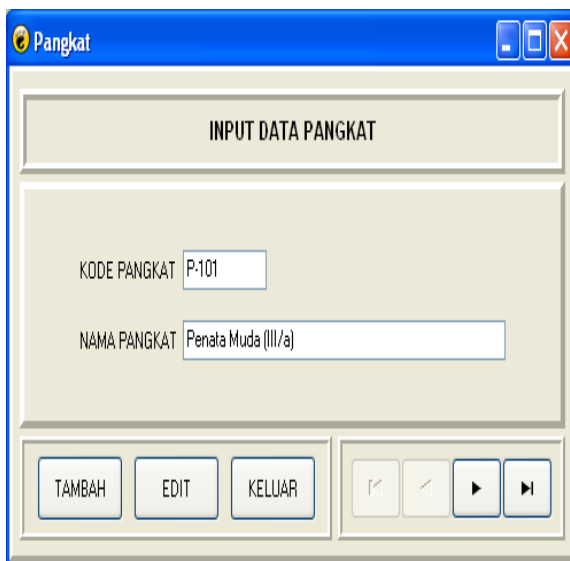 Pangkat
INPUT DATA PANGKAT
KODE PANGKAT P-101
NAMA PANGKAT Penata Muda (III/a)
TAMBAH EDIT KELUAR